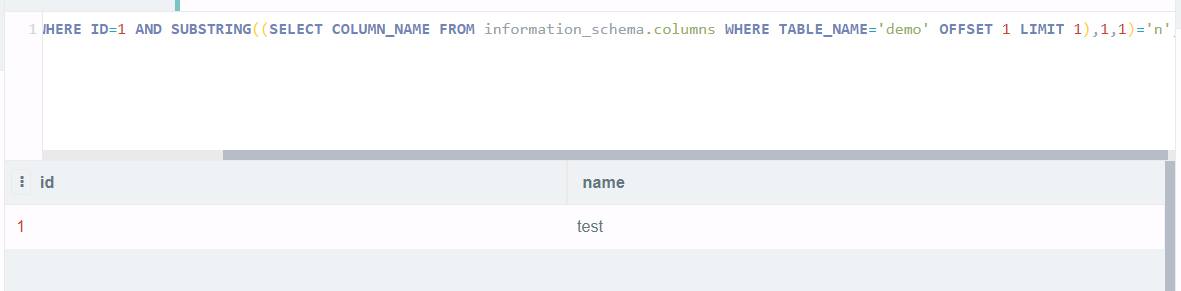 1 WHERE ID=1 AND SUBSTRING((SELECT COLUMN_NAME FROM information_schema.columns WHERE TABLE_NAME='demo' OFFSET 1 LIMIT 1),1,1)='n'
id name
1 test